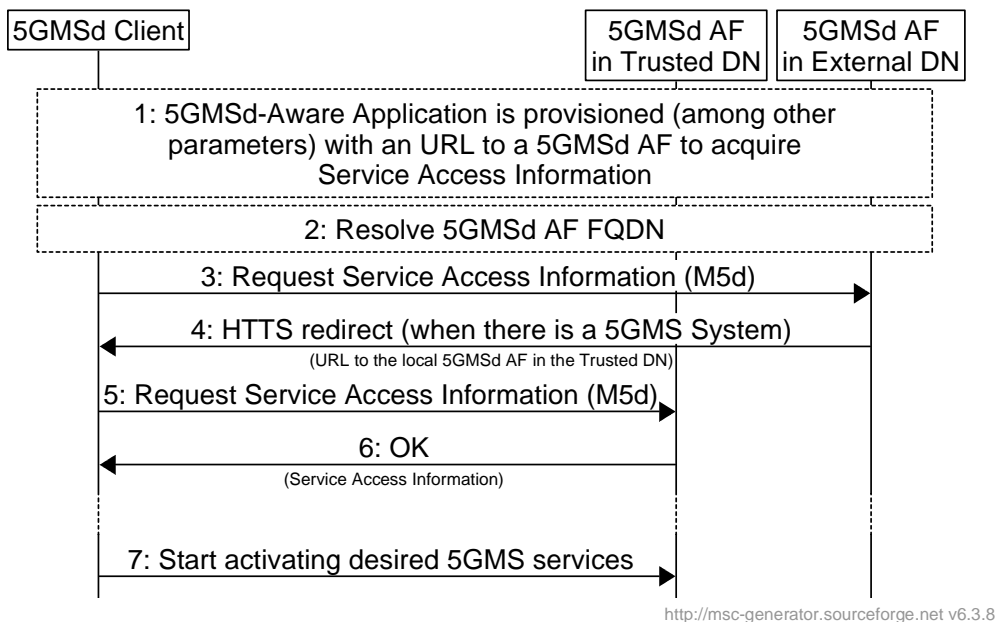 5GMSd Client
5GMSd AF
in Trusted DN
5GMSd AF
in External DN
1: 5GMSd-Aware Application is provisioned (among other
parameters) with an URL to a 5GMSd AF to acquire
Service Access Information
2: Resolve 5GMSd AF FQDN
3: Request Service Access Information (M5d)
4: HTTS redirect (when there is a 5GMS System)
(URL to the local 5GMSd AF in the Trusted DN)
5: Request Service Access Information (M5d)
6: OK
(Service Access Information)
7: Start activating desired 5GMS services
http://msc-generator.sourceforge.net v6.3.8